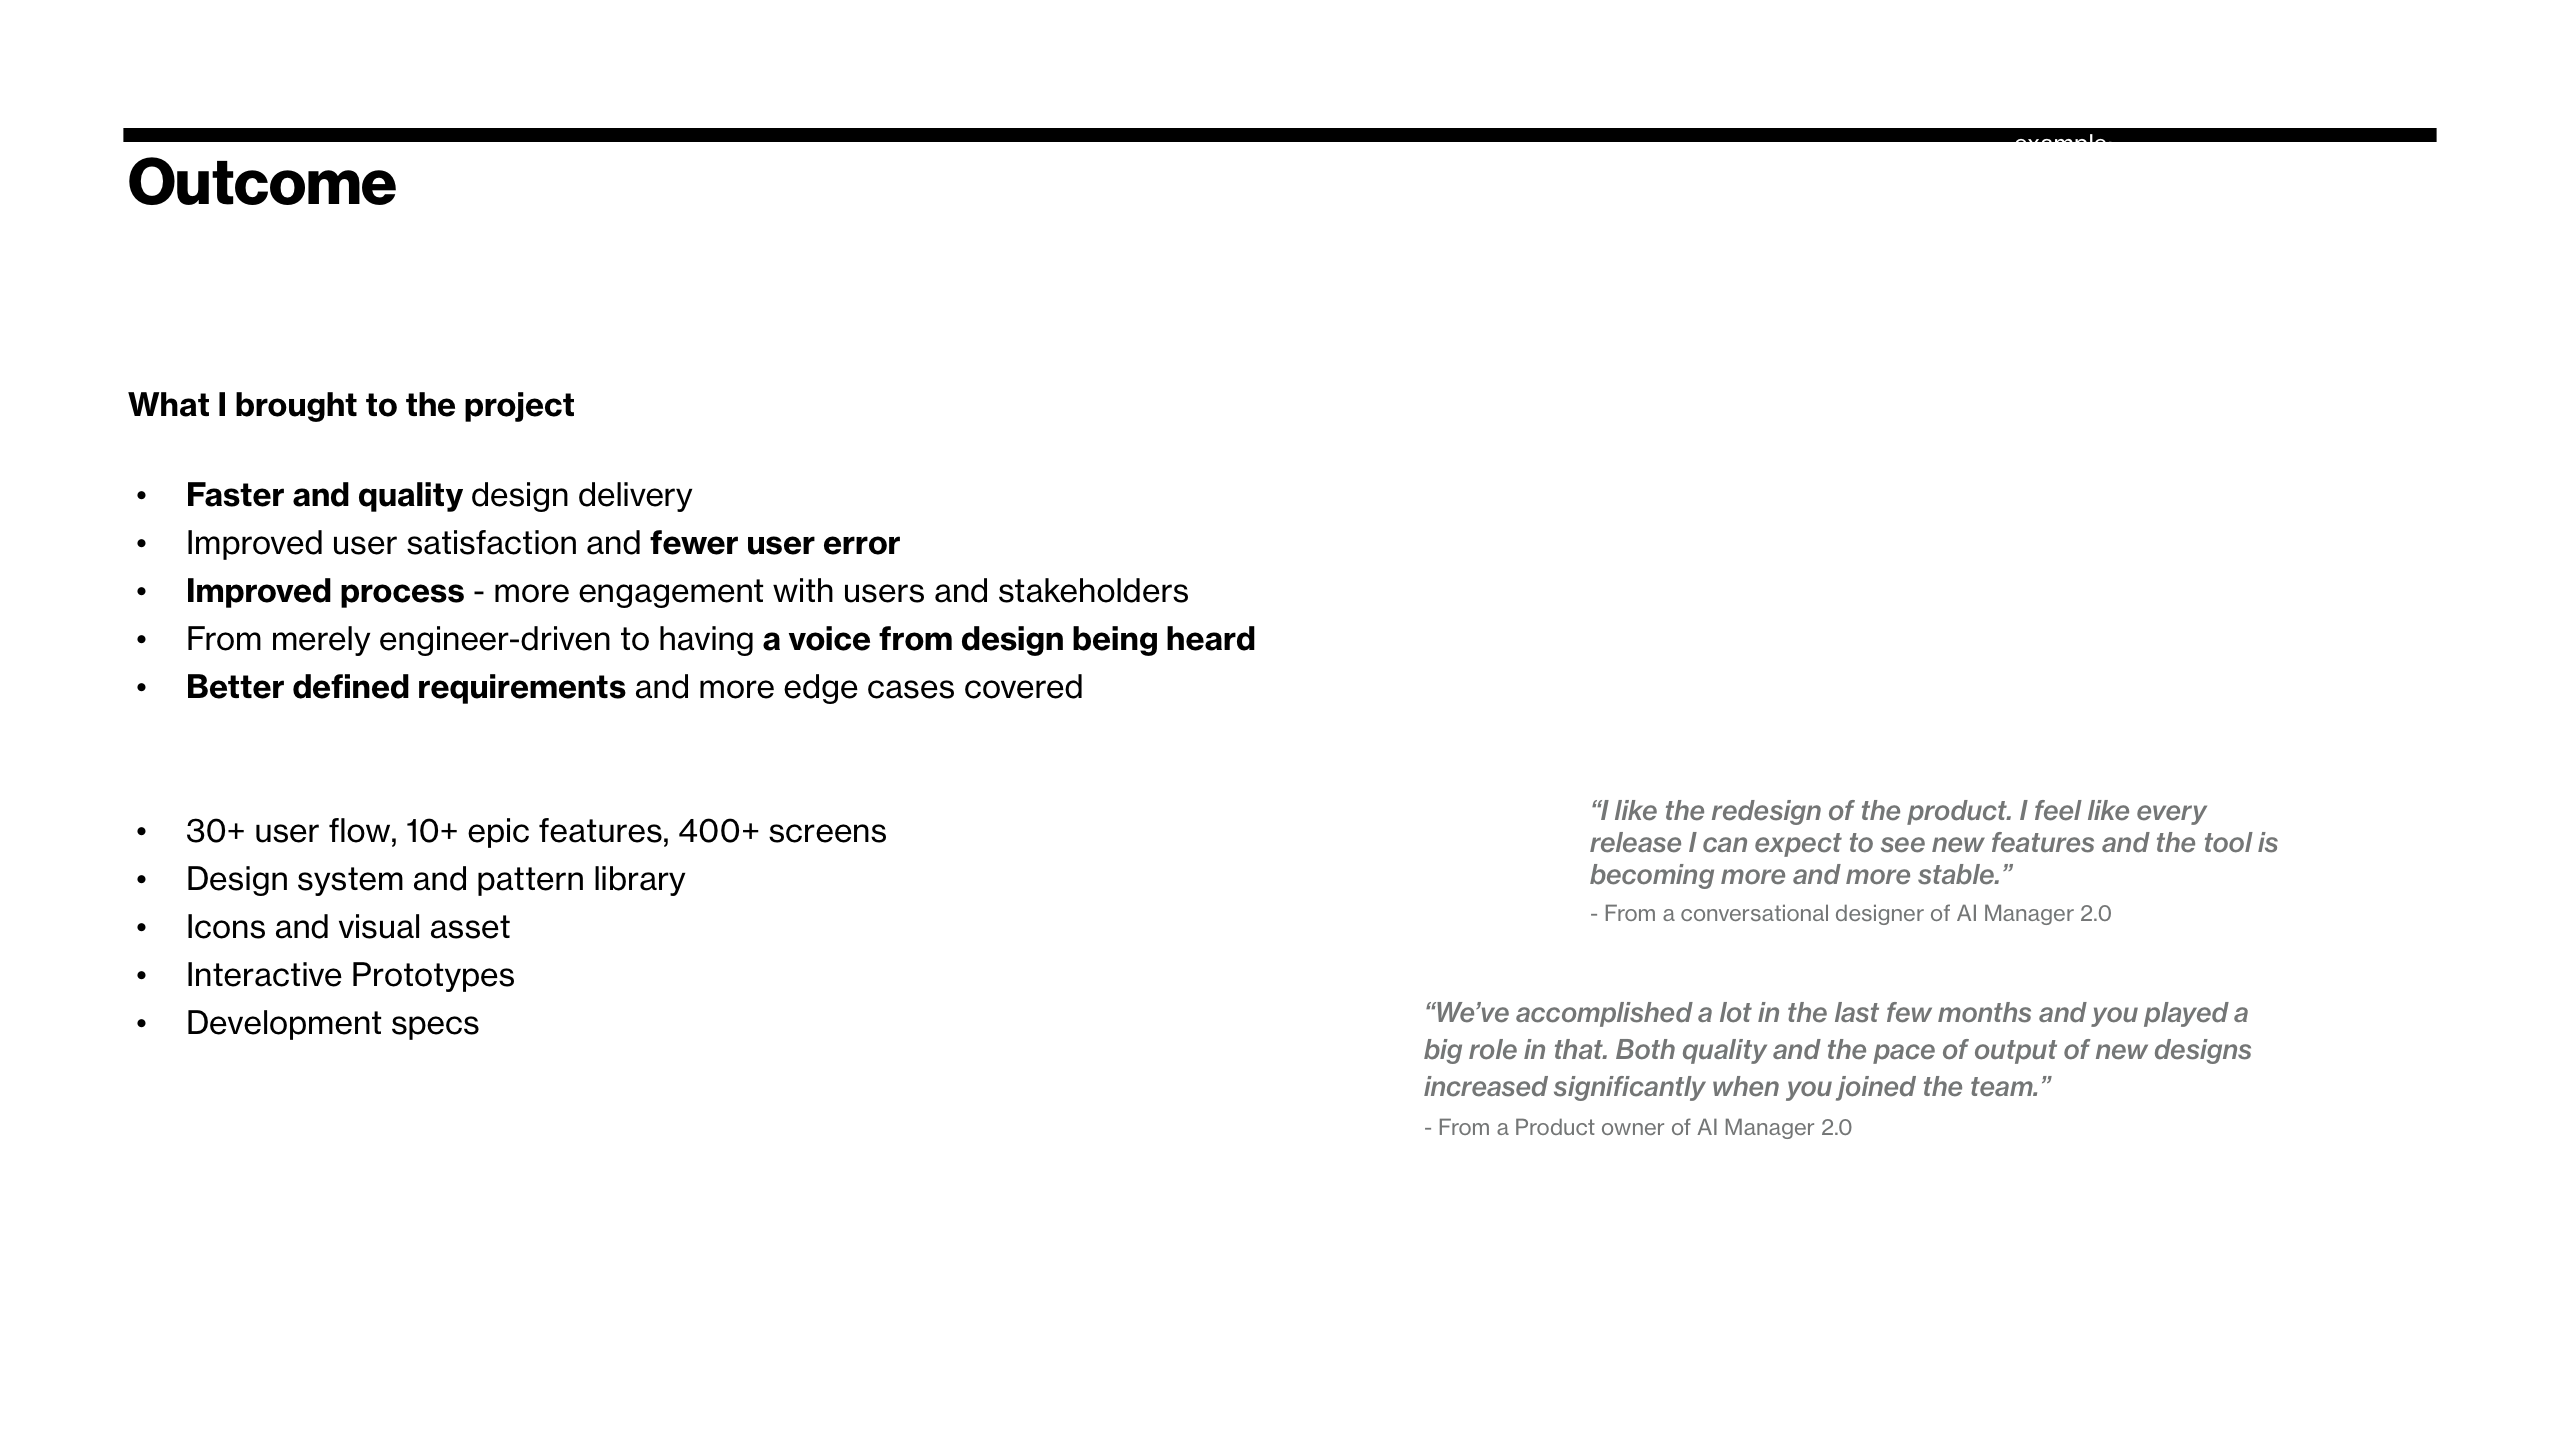 example
Outcome
What I brought to the project
• Faster and quality design delivery
• Improved user satisfaction and fewer user error
• Improved process - more engagement with users and stakeholders
• From merely engineer-driven to having a voice from design being heard
• Better defined requirements and more edge cases covered
• 30+ user flow, 10+ epic features, 400+ screens
• Design system and pattern library
• Icons and visual asset
• Interactive Prototypes
• Development specs
“I like the redesign of the product. I feel like every
release I can expect to see new features and the tool is
becoming more and more stable.”
- From a conversational designer of AI Manager 2.0
“We’ve accomplished a lot in the last few months and you played a
big role in that. Both quality and the pace of output of new designs
increased significantly when you joined the team.”
- From a Product owner of AI Manager 2.0